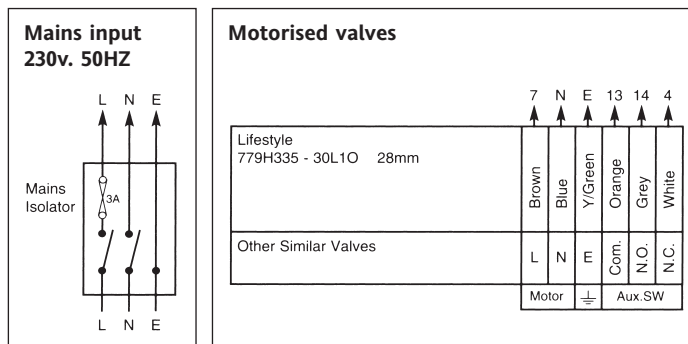 Mains input
230v. 50HZ
L N E
Mains
Isolator
3A
L N E
Motorised valves
7 N E 13 14 4
Lifestyle
779H335 - 30L1O 28mm
Brown Blue Y/Green Orange Grey White
Other Similar Valves
L N E Com. N.O. N.C.
Motor Aux.SW